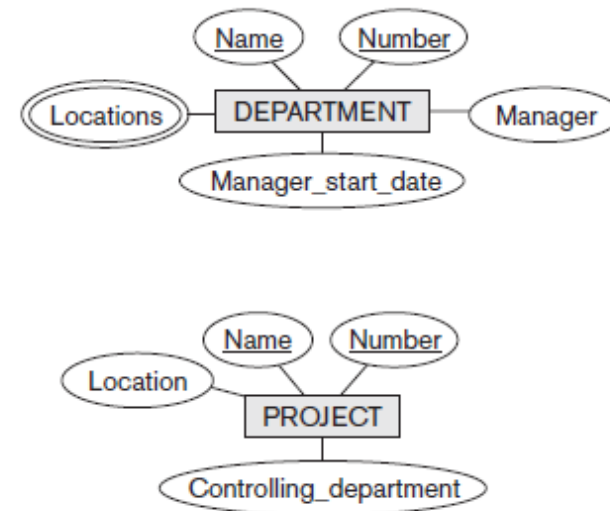 Name
Number
Locations
DEPARTMENT
Manager
Manager_start_date
Name
Number
Location
PROJECT
Controlling_department